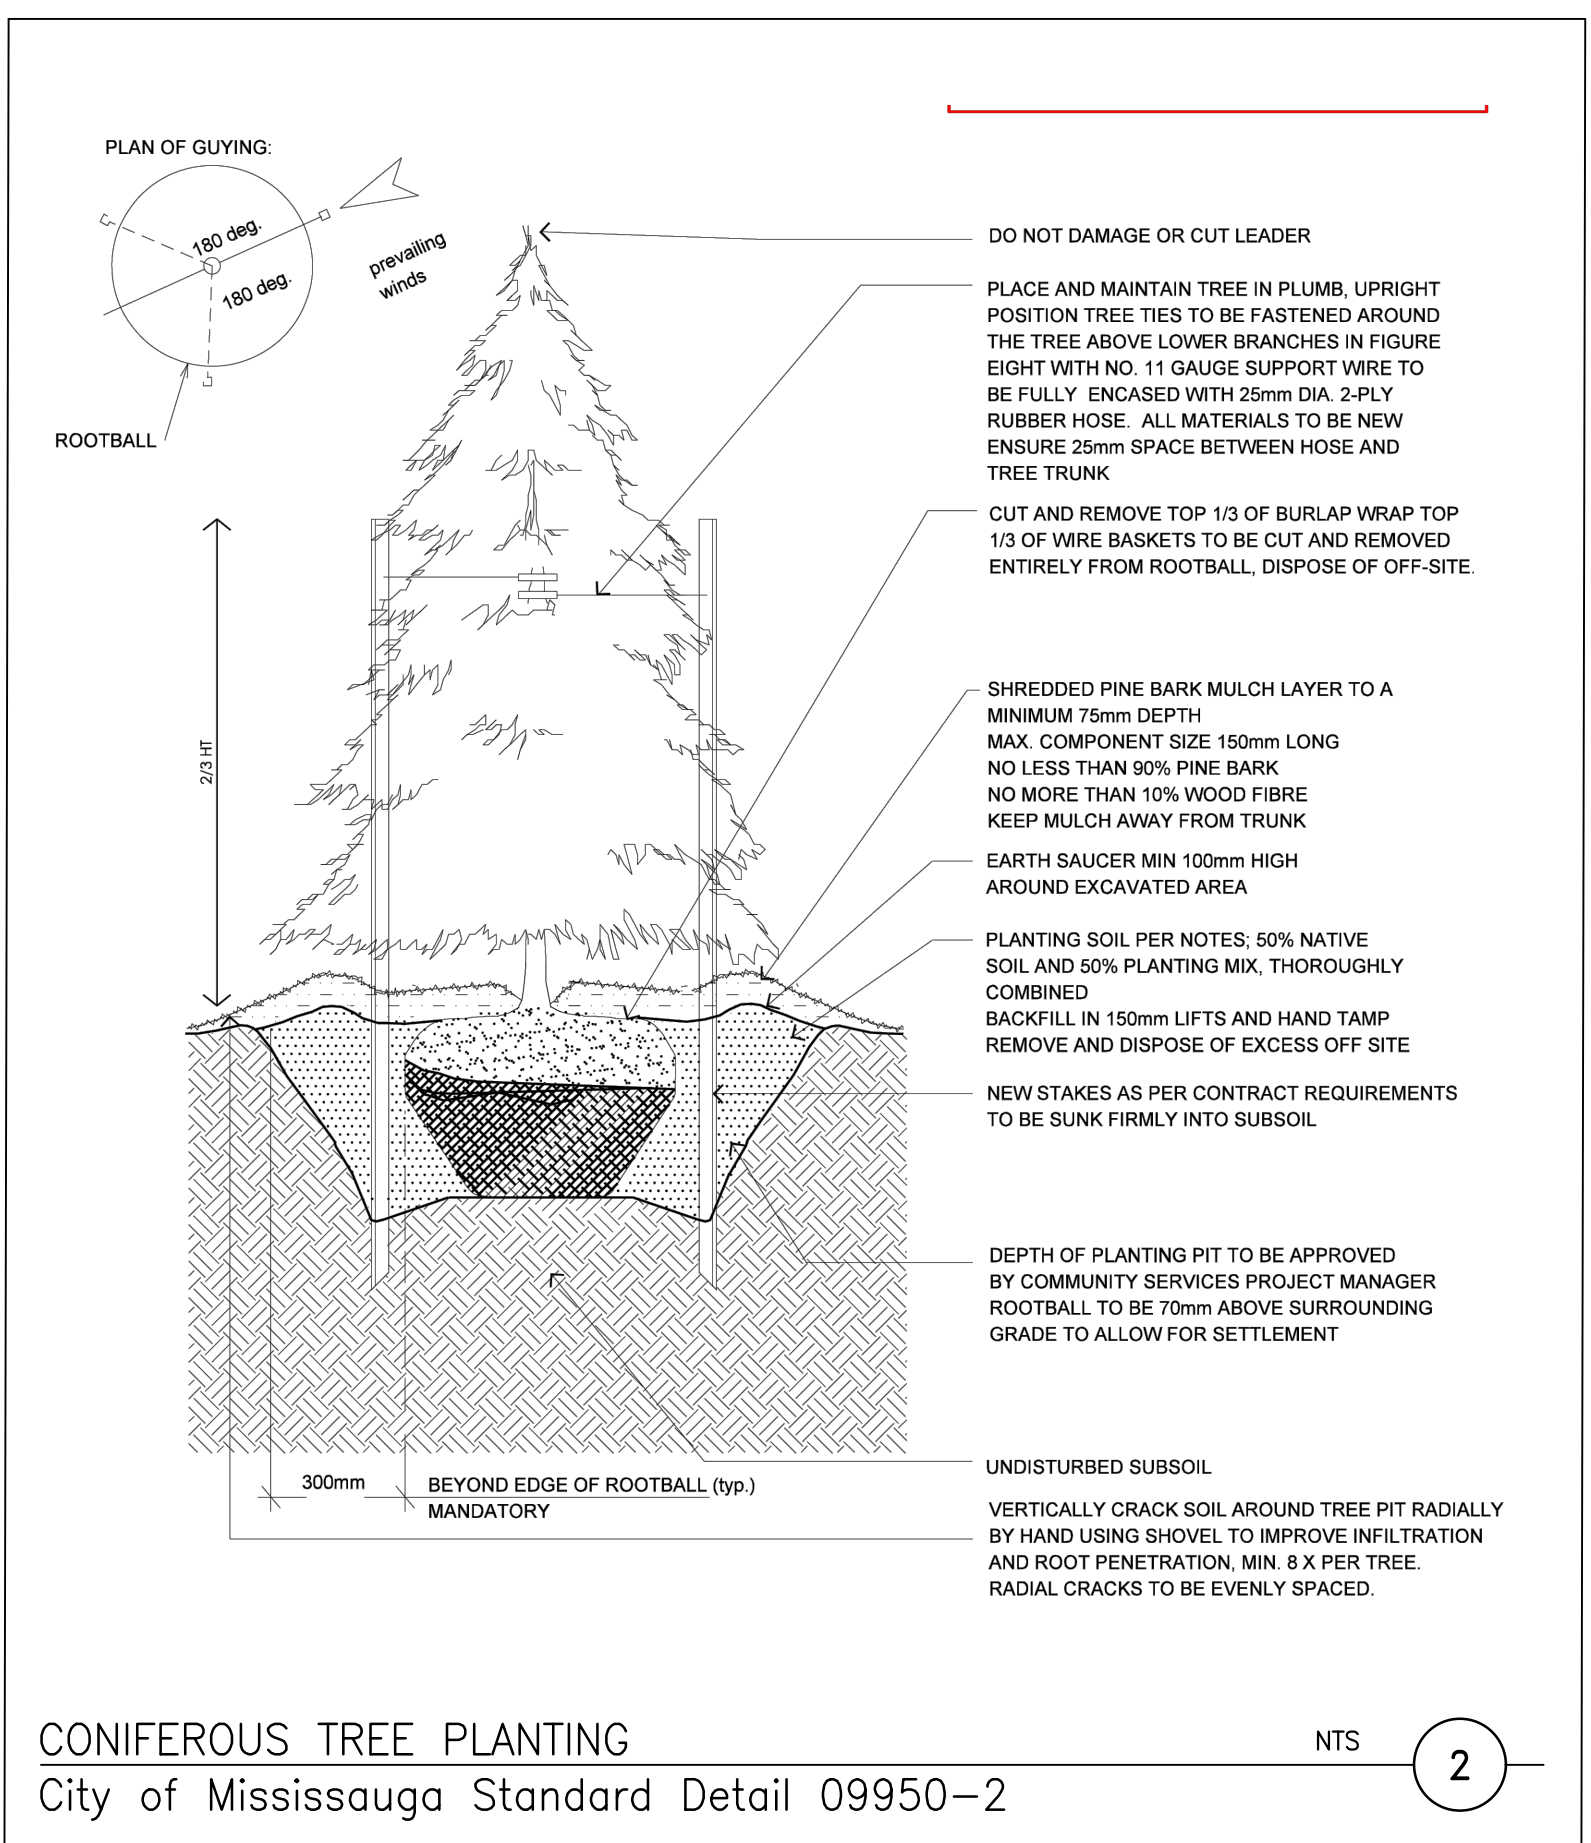 PLAN OF GUYING:
180 deg.
180 deg.
prevailing
winds
ROOTBALL
2/3 HT
DO NOT DAMAGE OR CUT LEADER
PLACE AND MAINTAIN TREE IN PLUMB, UPRIGHT
POSITION TREE TIES TO BE FASTENED AROUND
THE TREE ABOVE LOWER BRANCHES IN FIGURE
EIGHT WITH NO. 11 GAUGE SUPPORT WIRE TO
BE FULLY ENCASED WITH 25mm DIA. 2-PLY
RUBBER HOSE. ALL MATERIALS TO BE NEW
ENSURE 25mm SPACE BETWEEN HOSE AND
TREE TRUNK
CUT AND REMOVE TOP 1/3 OF BURLAP WRAP TOP
1/3 OF WIRE BASKETS TO BE CUT AND REMOVED
ENTIRELY FROM ROOTBALL, DISPOSE OF OFF-SITE.
SHREDDED PINE BARK MULCH LAYER TO A
MINIMUM 75mm DEPTH
MAX. COMPONENT SIZE 150mm LONG
NO LESS THAN 90% PINE BARK
NO MORE THAN 10% WOOD FIBRE
KEEP MULCH AWAY FROM TRUNK
EARTH SAUCER MIN 100mm HIGH
AROUND EXCAVATED AREA
PLANTING SOIL PER NOTES; 50% NATIVE
SOIL AND 50% PLANTING MIX, THOROUGHLY
COMBINED
BACKFILL IN 150mm LIFTS AND HAND TAMP
REMOVE AND DISPOSE OF EXCESS OFF SITE
NEW STAKES AS PER CONTRACT REQUIREMENTS
TO BE SUNK FIRMLY INTO SUBSOIL
DEPTH OF PLANTING PIT TO BE APPROVED
BY COMMUNITY SERVICES PROJECT MANAGER
ROOTBALL TO BE 70mm ABOVE SURROUNDING
GRADE TO ALLOW FOR SETTLEMENT
UNDISTURBED SUBSOIL
300mm
BEYOND EDGE OF ROOTBALL (typ.)
MANDATORY
VERTICALLY CRACK SOIL AROUND TREE PIT RADIALLY
BY HAND USING SHOVEL TO IMPROVE INFILTRATION
AND ROOT PENETRATION, MIN. 8 X PER TREE.
RADIAL CRACKS TO BE EVENLY SPACED.
CONIFEROUS TREE PLANTING
NTS
2
City of Mississauga Standard Detail 09950-2